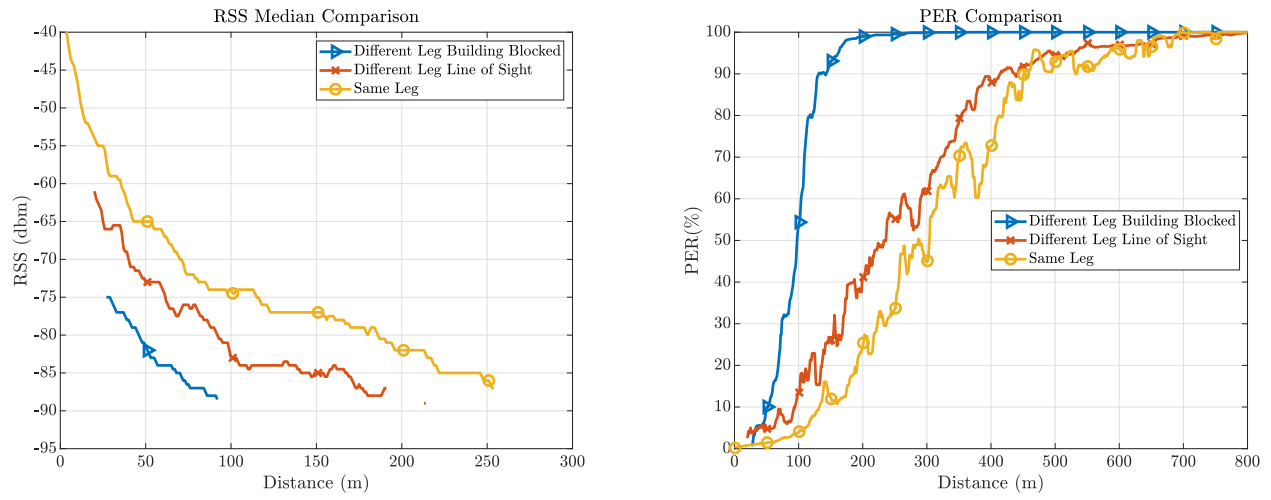 RSS Median Comparison
-40
-45
-50
-55
-60
-65
-70
-75
-80
-85
-90
-95
RSS (dbm)
Different Leg Building Blocked
Different Leg Line of Sight
Same Leg
0 50 100 150 200 250 300
Distance (m)
PER Comparison
100
90
80
70
60
50
40
30
20
10
0
PER(%)
Different Leg Building Blocked
Different Leg Line of Sight
Same Leg
0 100 200 300 400 500 600 700 800
Distance (m)